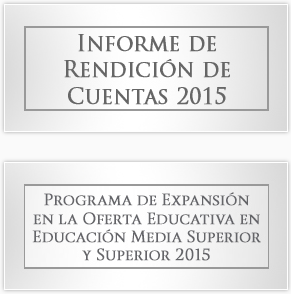 Informe de
Rendición de
Cuentas 2015
Programa de Expansión
en la Oferta Educativa en
Educación Media Superior
y Superior 2015